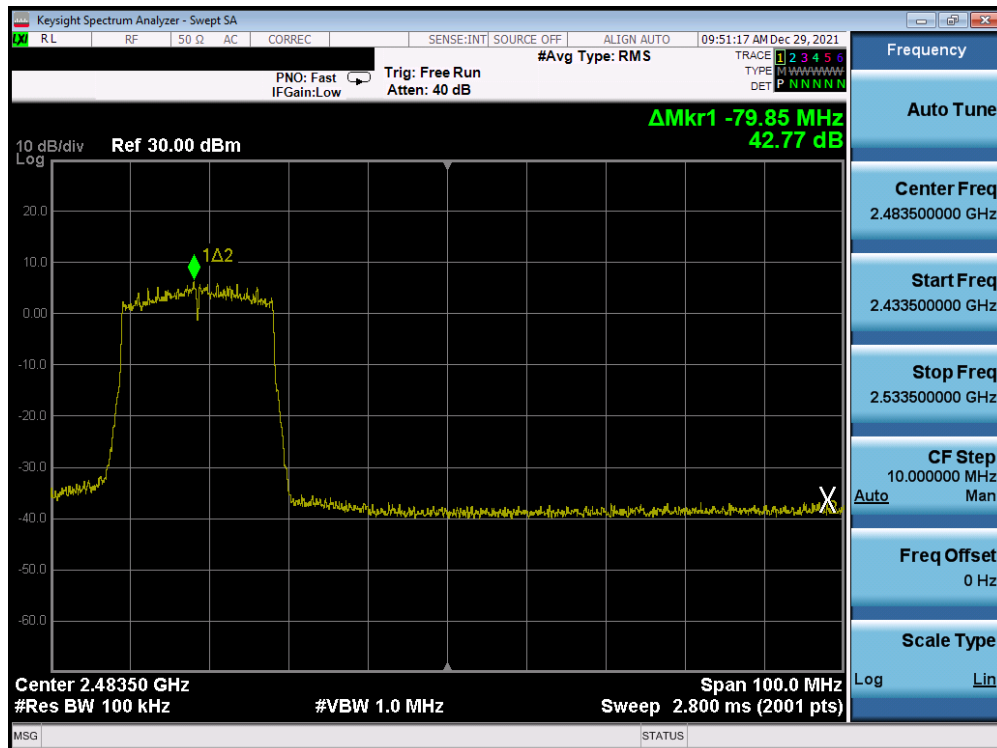 Keysight Spectrum Analyzer - Swept SA
LXI RL RF 50 Ω AC CORREC SENSE:INT SOURCE OFF ALIGN AUTO 09:51:17 AM Dec 29, 2021
#Avg Type: RMS
TRACE 1 2 3 4 5 6
PNO: Fast Trig: Free Run TYPE M W W W W W
IFGain:Low Atten: 40 dB DET P N N N N N
ΔMkr1 -79.85 MHz
42.77 dB
10 dB/div Ref 30.00 dBm
Log
20.0
10.0
1Δ2
0.00
-10.0
-20.0
-30.0
-40.0
-50.0
-60.0
Center 2.48350 GHz Span 100.0 MHz
#Res BW 100 kHz #VBW 1.0 MHz Sweep 2.800 ms (2001 pts)
MSG STATUS
Frequency
Auto Tune
Center Freq
2.483500000 GHz
Start Freq
2.433500000 GHz
Stop Freq
2.533500000 GHz
CF Step
10.000000 MHz
Auto Man
Freq Offset
0 Hz
Scale Type
Log Lin